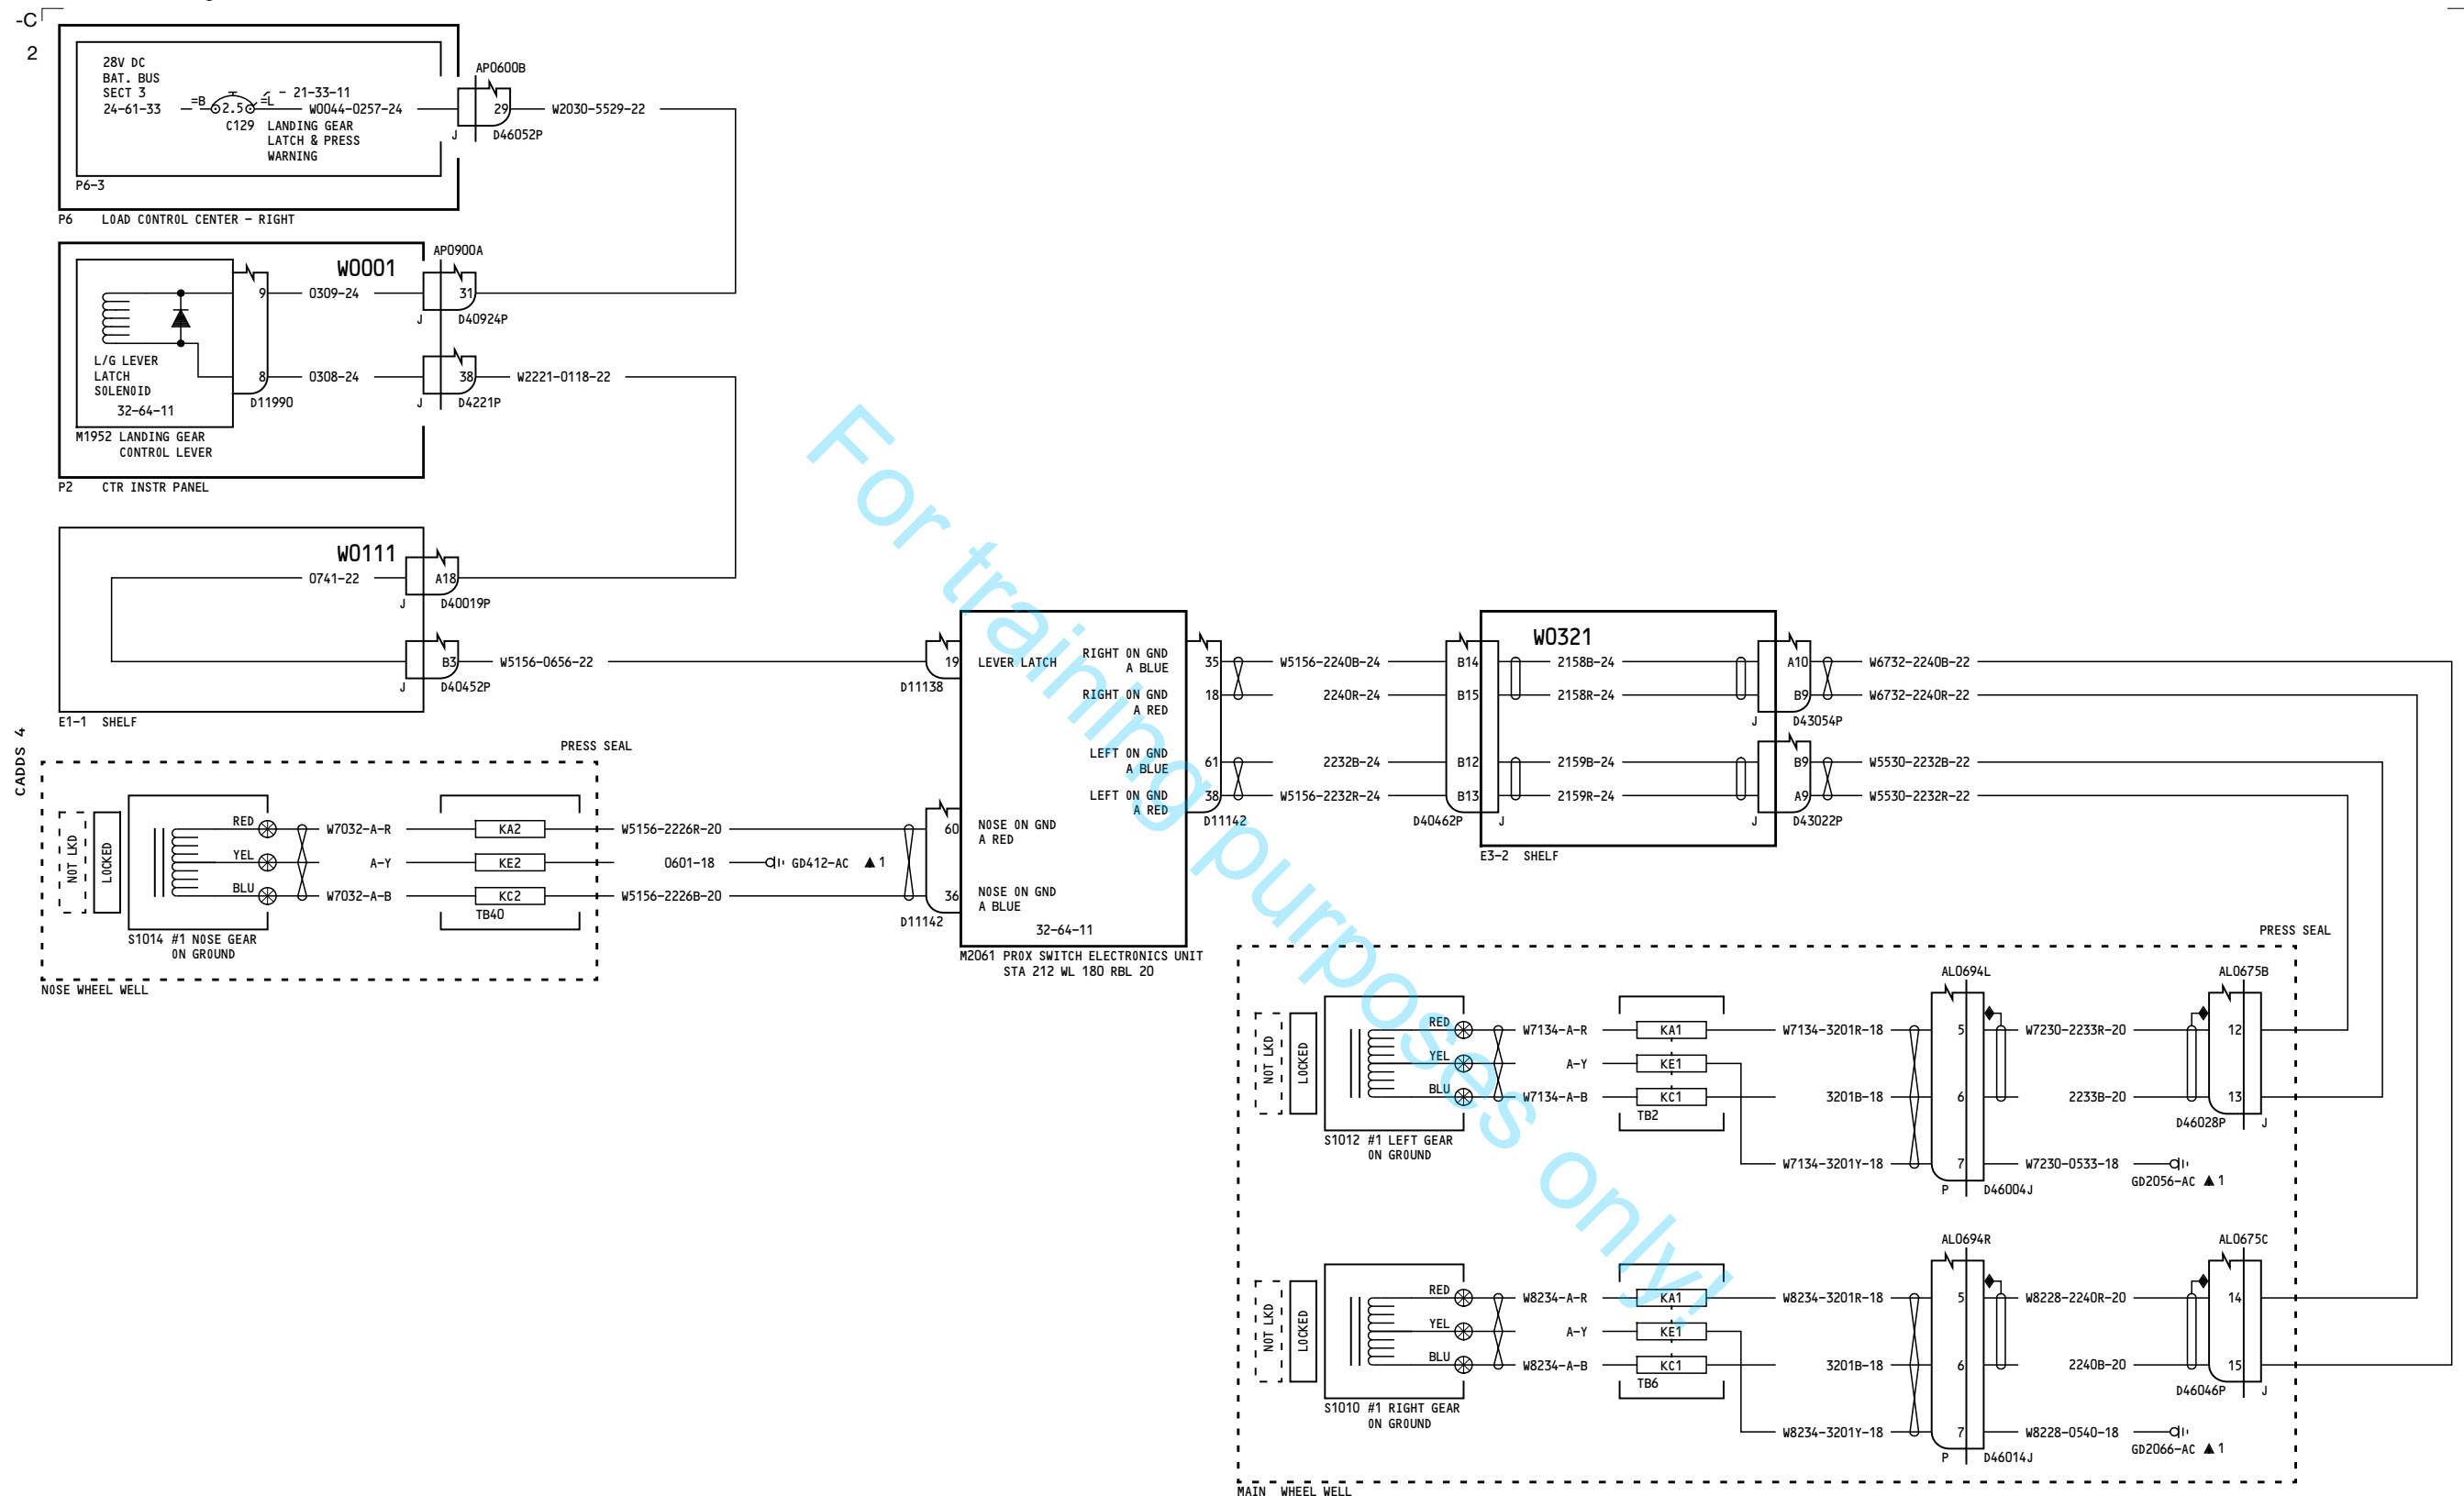 -C
2
28V DC
BAT. BUS
SECT 3
24-61-33
=B
2.5
=L
21-33-11
W0044-0257-24
C129
LANDING GEAR
LATCH & PRESS
WARNING
AP0600B
29
J
D46052P
W2030-5529-22
P6-3
P6 LOAD CONTROL CENTER - RIGHT
W0001
AP0900A
9
0309-24
31
J
D40924P
L/G LEVER
LATCH
SOLENOID
32-64-11
8
0308-24
38
W2221-0118-22
D11990
J
D4221P
M1952 LANDING GEAR
CONTROL LEVER
P2 CTR INSTR PANEL
W0111
0741-22
A18
J
D40019P
B3
W5156-0656-22
J
D40452P
E1-1 SHELF
CADDS 4
19
LEVER LATCH
D11138
RIGHT ON GND
A BLUE
35
RIGHT ON GND
A RED
18
LEFT ON GND
A BLUE
61
LEFT ON GND
A RED
38
D11142
60
NOSE ON GND
A RED
36
NOSE ON GND
A BLUE
D11142
32-64-11
M2061 PROX SWITCH ELECTRONICS UNIT
STA 212 WL 180 RBL 20
W5156-2240B-24
2240R-24
2232B-24
W5156-2232R-24
B14
B15
B12
B13
D40462P
J
W0321
2158B-24
2158R-24
2159B-24
2159R-24
A10
B9
J
D43054P
B9
A9
J
D43022P
E3-2 SHELF
W6732-2240B-22
W6732-2240R-22
W5530-2232B-22
W5530-2232R-22
PRESS SEAL
NOT LKD
LOCKED
RED
YEL
BLU
W7032-A-R
A-Y
W7032-A-B
KA2
KE2
KC2
TB40
W5156-2226R-20
0601-18
GD412-AC
1
W5156-2226B-20
S1014 #1 NOSE GEAR
ON GROUND
NOSE WHEEL WELL
PRESS SEAL
NOT LKD
LOCKED
RED
YEL
BLU
W7134-A-R
A-Y
W7134-A-B
KA1
KE1
KC1
TB2
W7134-3201R-18
3201B-18
W7134-3201Y-18
AL0694L
5
6
7
P
D46004J
W7230-2233R-20
2233B-20
W7230-0533-18
GD2056-AC
1
AL0675B
12
13
D46028P
J
S1012 #1 LEFT GEAR
ON GROUND
NOT LKD
LOCKED
RED
YEL
BLU
W8234-A-R
A-Y
W8234-A-B
KA1
KE1
KC1
TB6
W8234-3201R-18
3201B-18
W8234-3201Y-18
AL0694R
5
6
7
P
D46014J
W8228-2240R-20
2240B-20
W8228-0540-18
GD2066-AC
1
AL0675C
14
15
D46046P
J
S1010 #1 RIGHT GEAR
ON GROUND
MAIN WHEEL WELL
For training purposes only!